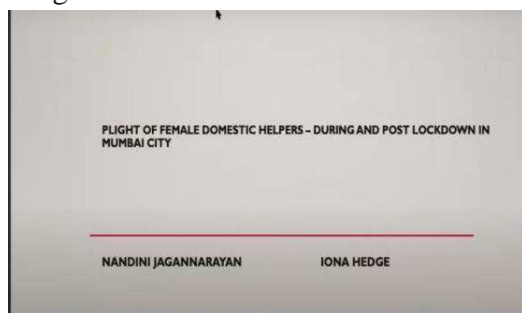 PLIGHT OF FEMALE DOMESTIC HELPERS – DURING AND POST LOCKDOWN IN
MUMBAI CITY
NANDINI JAGANNARAYAN IONA HEDGE